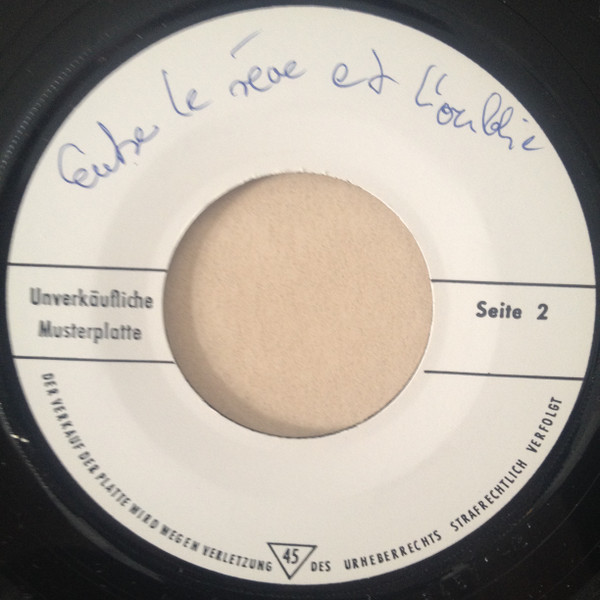 Entre le rêve et l'oublie
Unverkäufliche
Musterplatte
Seite 2
DER VERKAUF DER PLATTE WIRD WEGEN VERLETZUNG DES URHEBERRECHTS STRAFRECHTLICH VERFOLGT
45